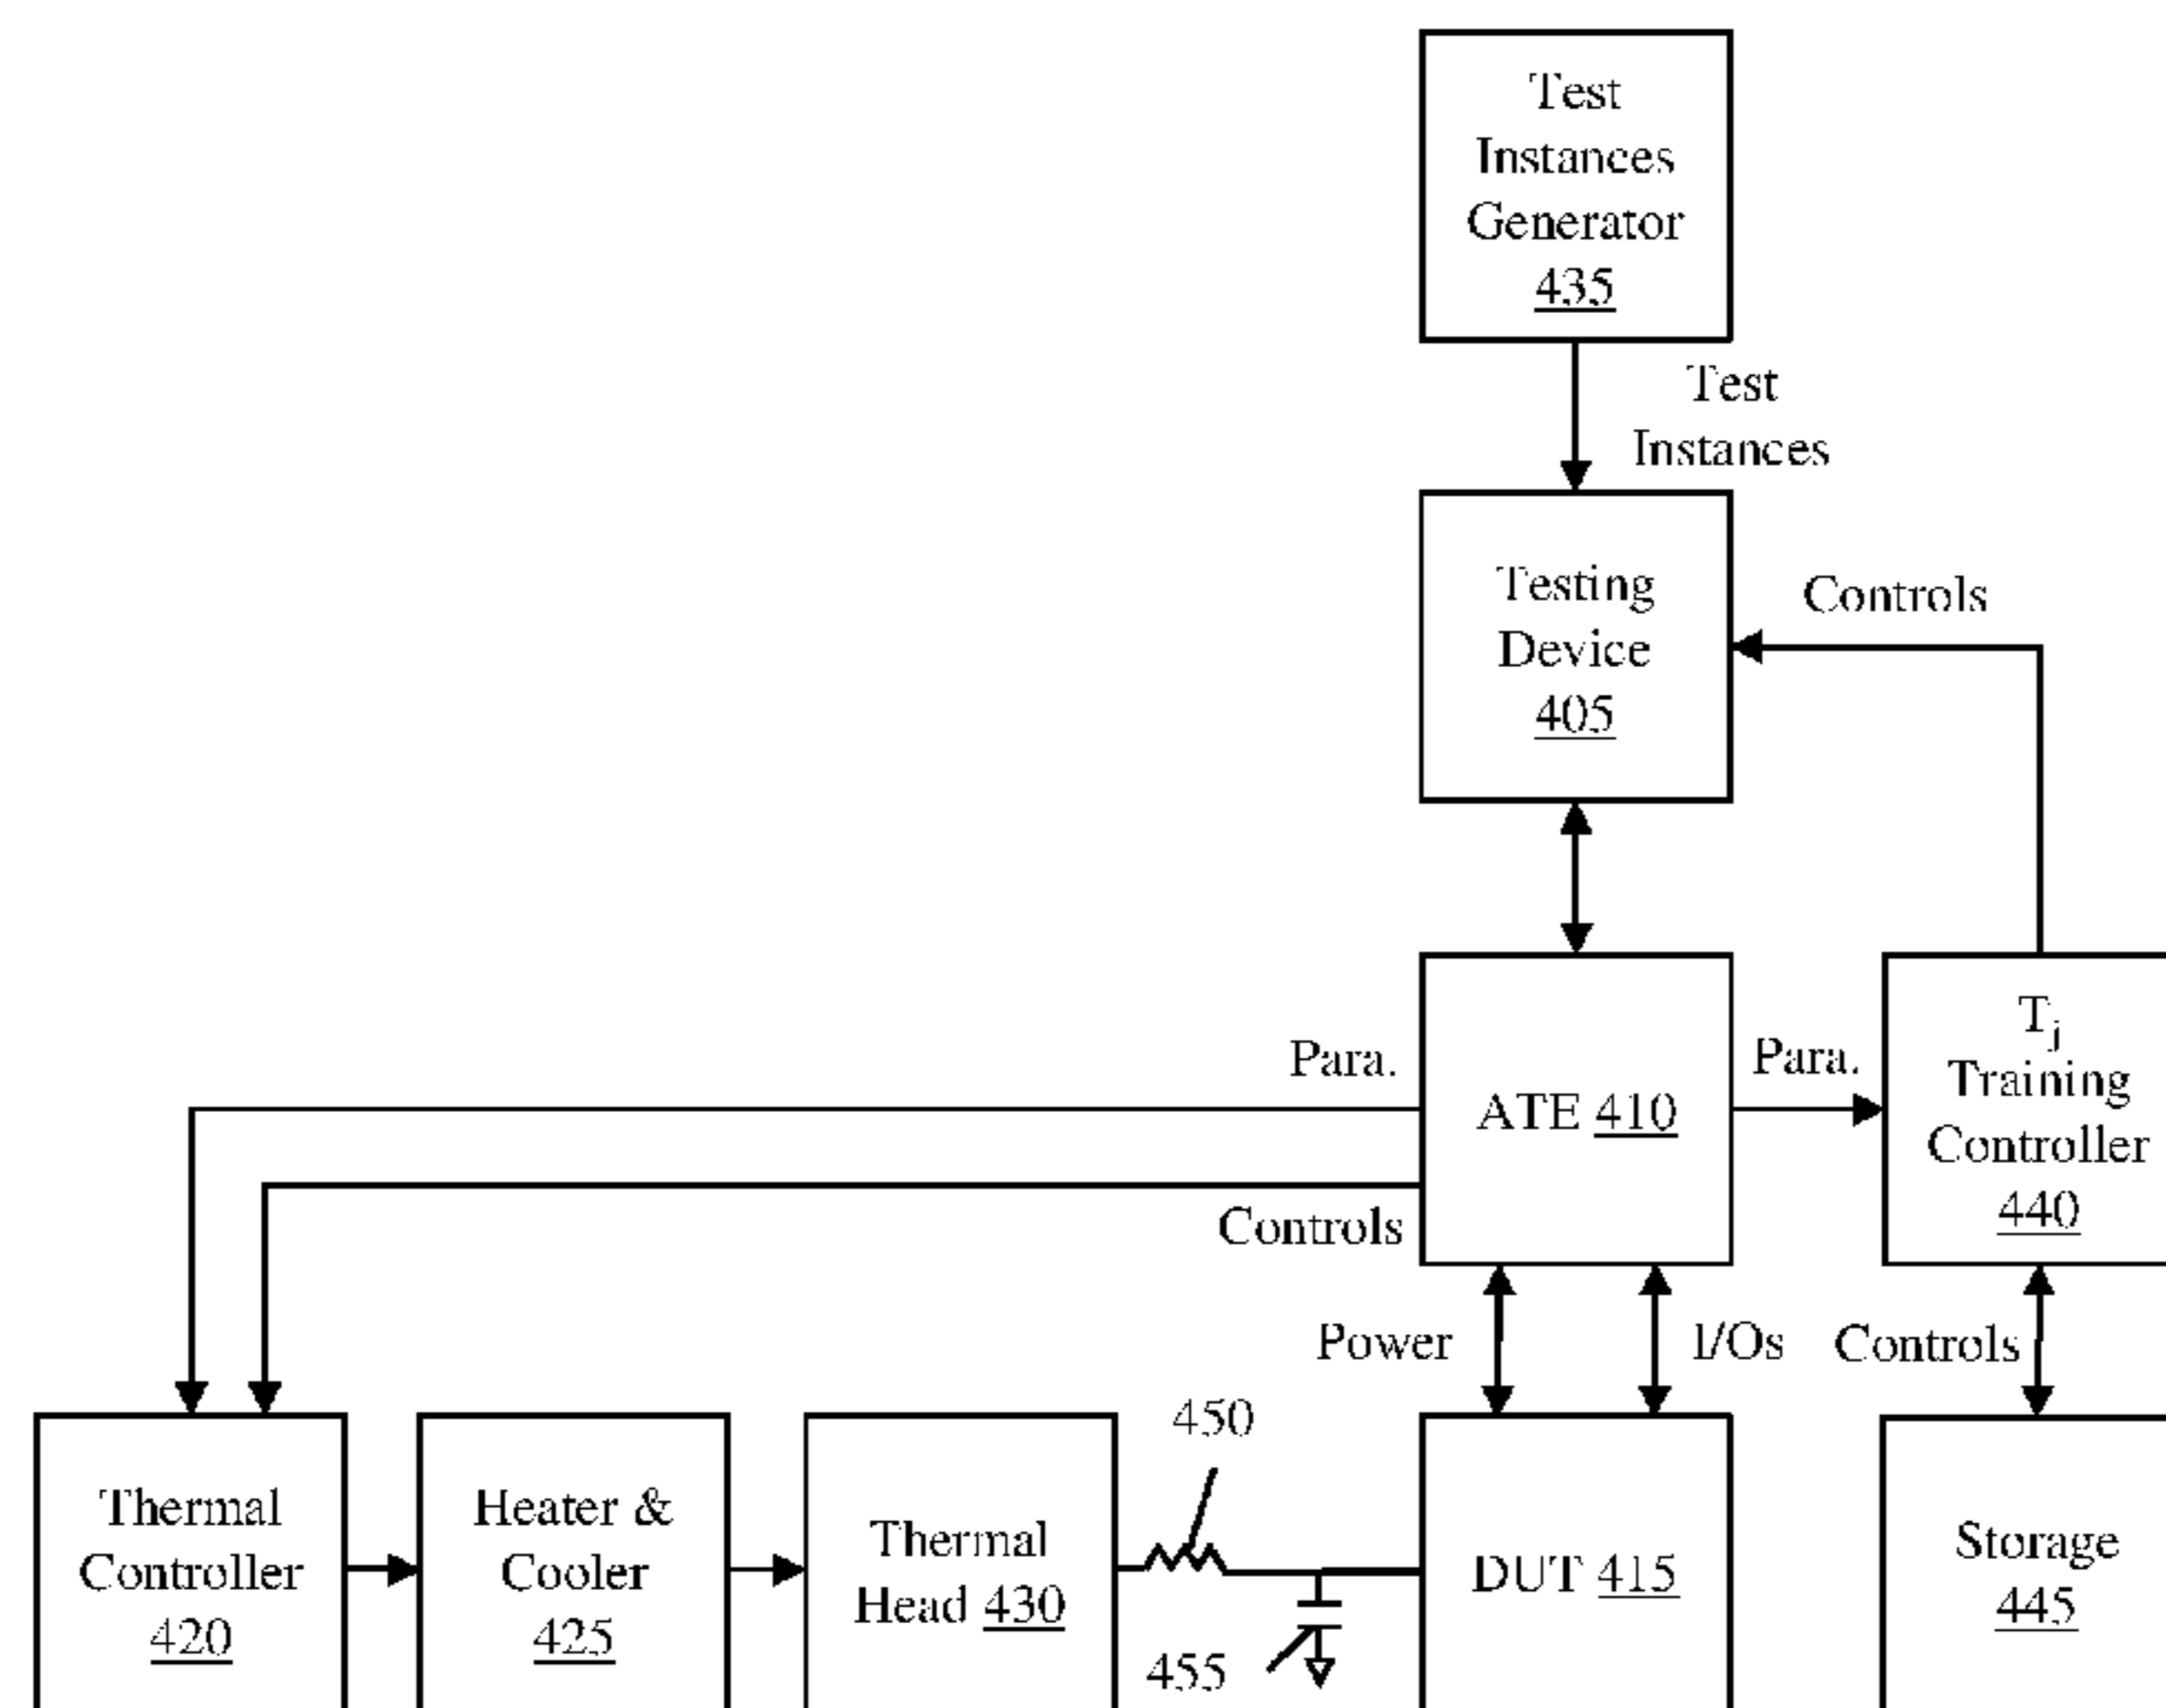 Test
Instances
Generator
435
Test
Instances
Testing
Device
405
Controls
Para.
ATE 410
Para.
Tj
Training
Controller
440
Controls
Power
I/Os
Controls
450
Thermal
Controller
420
Heater &
Cooler
425
Thermal
Head 430
455
DUT 415
Storage
445